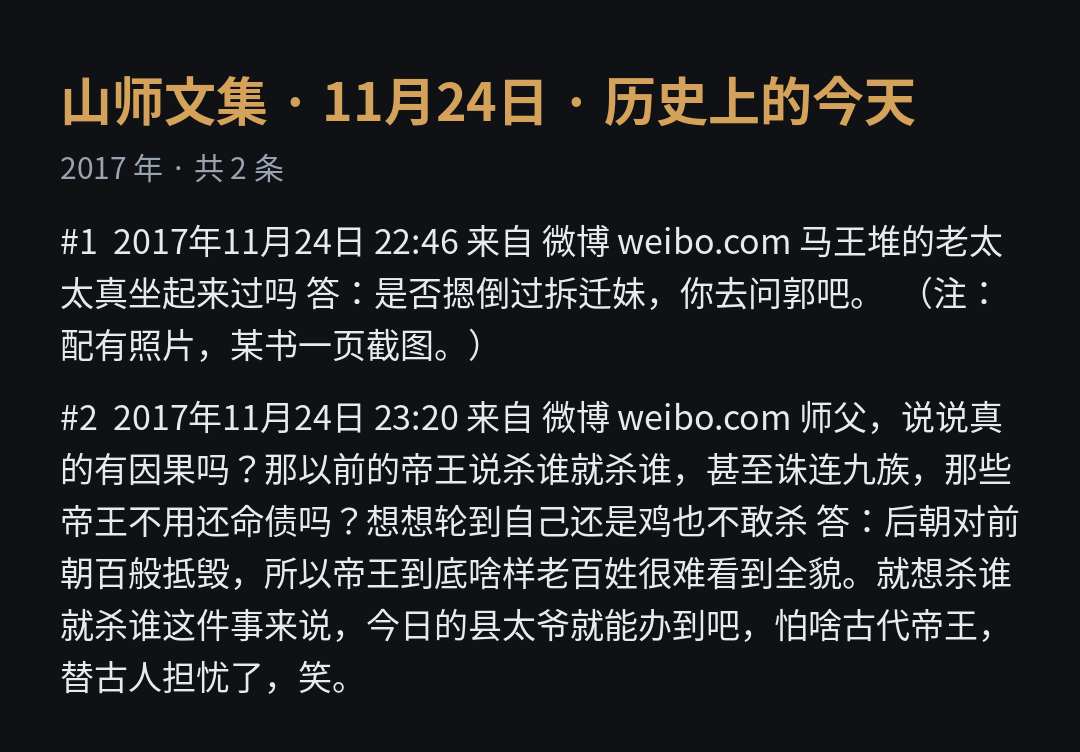 山师文集 · 11月24日 · 历史上的今天
2017 年 · 共 2 条
#1 2017年11月24日 22:46 来自 微博 weibo.com 马王堆的老太
太真坐起来过吗 答：是否摁倒过拆迁妹，你去问郭吧。 （注：
配有照片，某书一页截图。）
#2 2017年11月24日 23:20 来自 微博 weibo.com 师父，说说真
的有因果吗？那以前的帝王说杀谁就杀谁，甚至诛连九族，那些
帝王不用还命债吗？想想轮到自己还是鸡也不敢杀 答：后朝对前
朝百般抵毁，所以帝王到底啥样老百姓很难看到全貌。就想杀谁
就杀谁这件事来说，今日的县太爷就能办到吧，怕啥古代帝王，
替古人担忧了，笑。